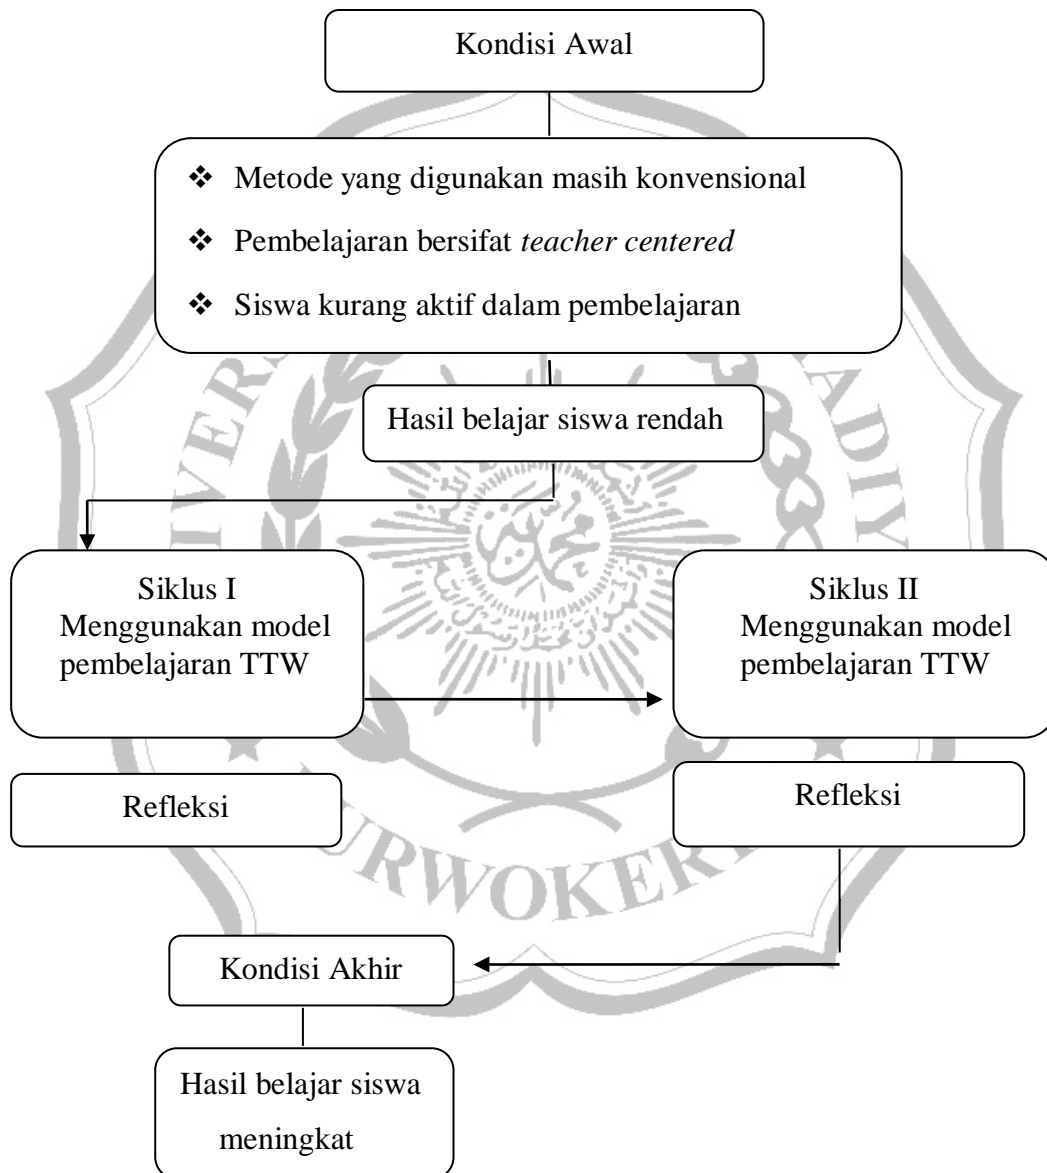 Kondisi Awal
❖ Metode yang digunakan masih konvensional
❖ Pembelajaran bersifat teacher centered
❖ Siswa kurang aktif dalam pembelajaran
Hasil belajar siswa rendah
Siklus I
Menggunakan model
pembelajaran TTW
Siklus II
Menggunakan model
pembelajaran TTW
Refleksi
Refleksi
Kondisi Akhir
Hasil belajar siswa
meningkat